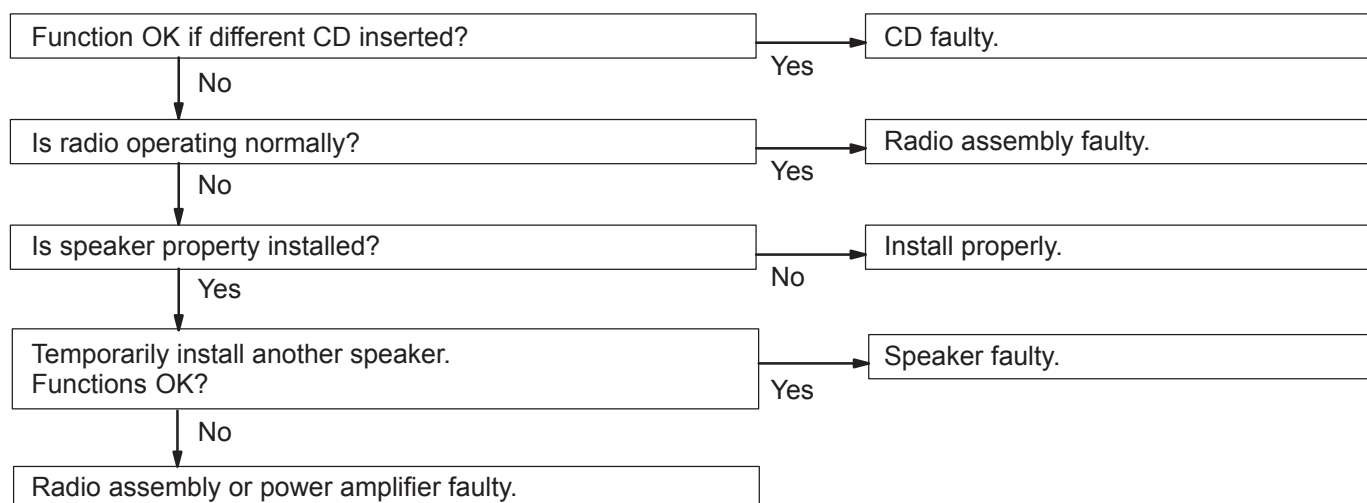 Function OK if different CD inserted?
Yes
CD faulty.
No
Is radio operating normally?
Yes
Radio assembly faulty.
No
Is speaker property installed?
No
Install properly.
Yes
Temporarily install another speaker.
Functions OK?
Yes
Speaker faulty.
No
Radio assembly or power amplifier faulty.